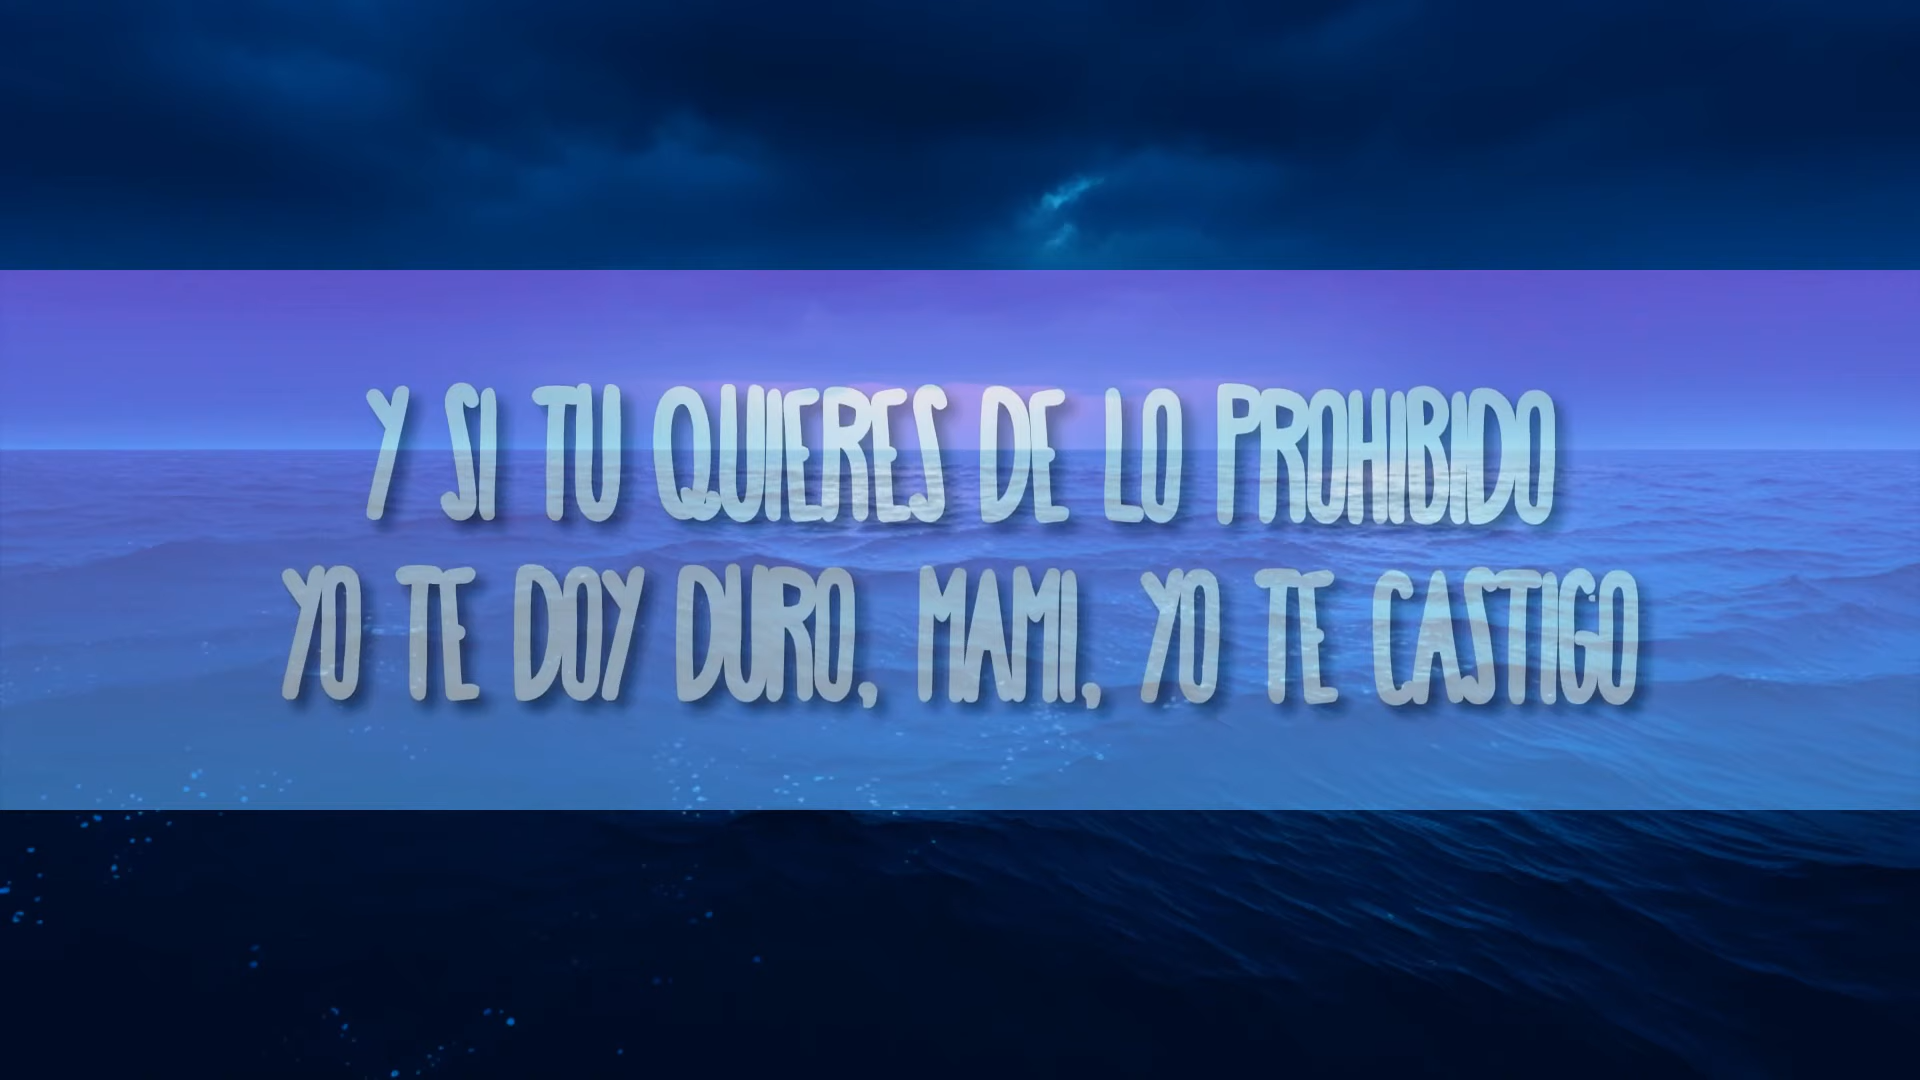 Y SI TU QUIERES DE LO PROHIBIDO
YO TE DOY DURO, MAMI, YO TE CASTIGO